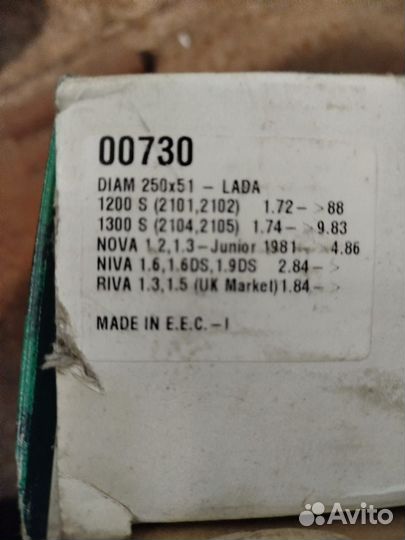 00730
DIAM 250x51 - LADA
1200 S (2101,2102) 1.72- >88
1300 S (2104,2105) 1.74- >9.83
NOVA 1.2,1.3-Junior 1981- >4.86
NIVA 1.6,1.6DS,1.9DS 2.84- >
RIVA 1.3,1.5 (UK Market) 1.84- >
MADE IN E.E.C.-I
Avito